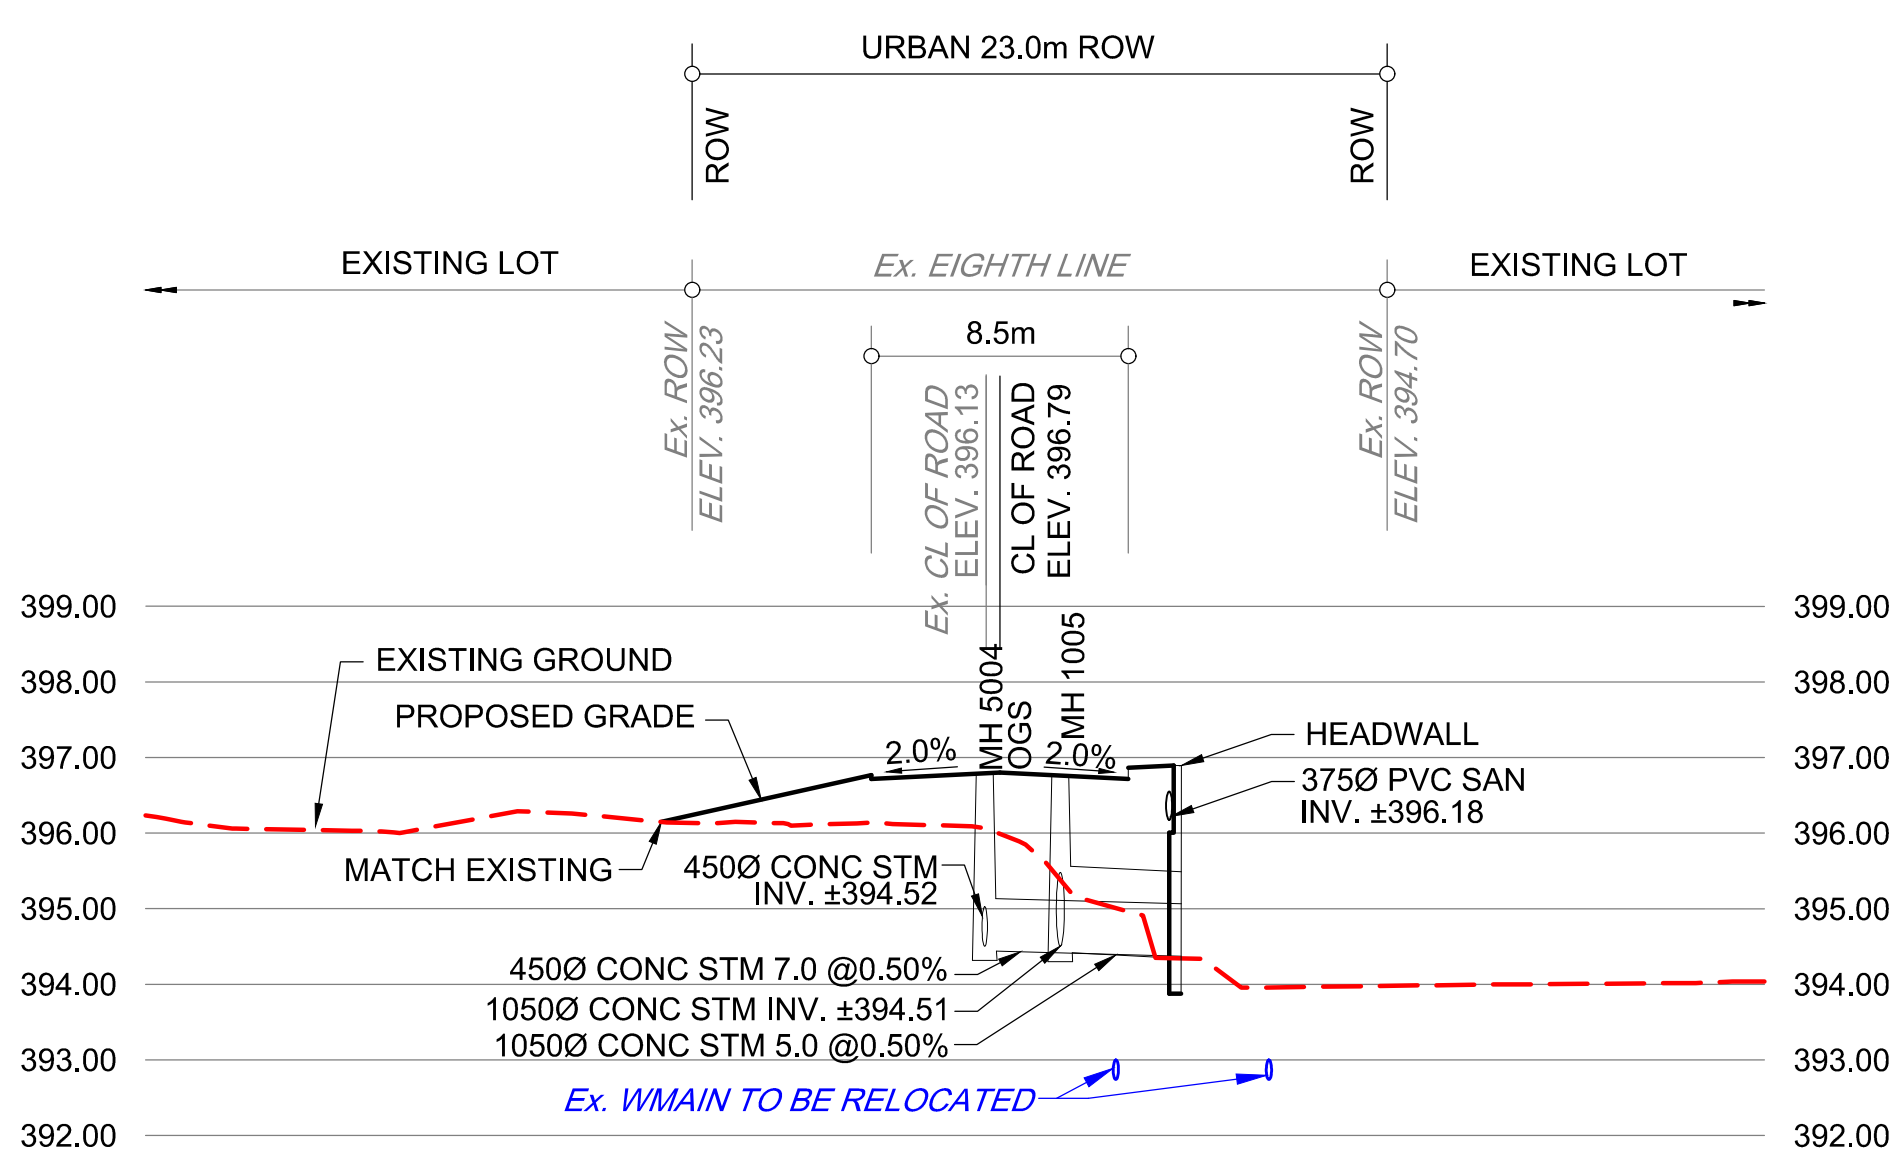 URBAN 23.0m ROW
ROW
ROW
EXISTING LOT
Ex. EIGHTH LINE
EXISTING LOT
8.5m
Ex. ROW
ELEV. 396.23
Ex. CL OF ROAD
ELEV. 396.13
CL OF ROAD
ELEV. 396.79
Ex. ROW
ELEV. 394.70
399.00
399.00
398.00
398.00
397.00
397.00
396.00
396.00
395.00
395.00
394.00
394.00
393.00
393.00
392.00
392.00
EXISTING GROUND
PROPOSED GRADE
MATCH EXISTING
2.0%
MH 5004
OGS
MH 1005
2.0%
HEADWALL
375Ø PVC SAN
INV. ±396.18
450Ø CONC STM
INV. ±394.52
450Ø CONC STM 7.0 @0.50%
1050Ø CONC STM INV. ±394.51
1050Ø CONC STM 5.0 @0.50%
Ex. WMAIN TO BE RELOCATED